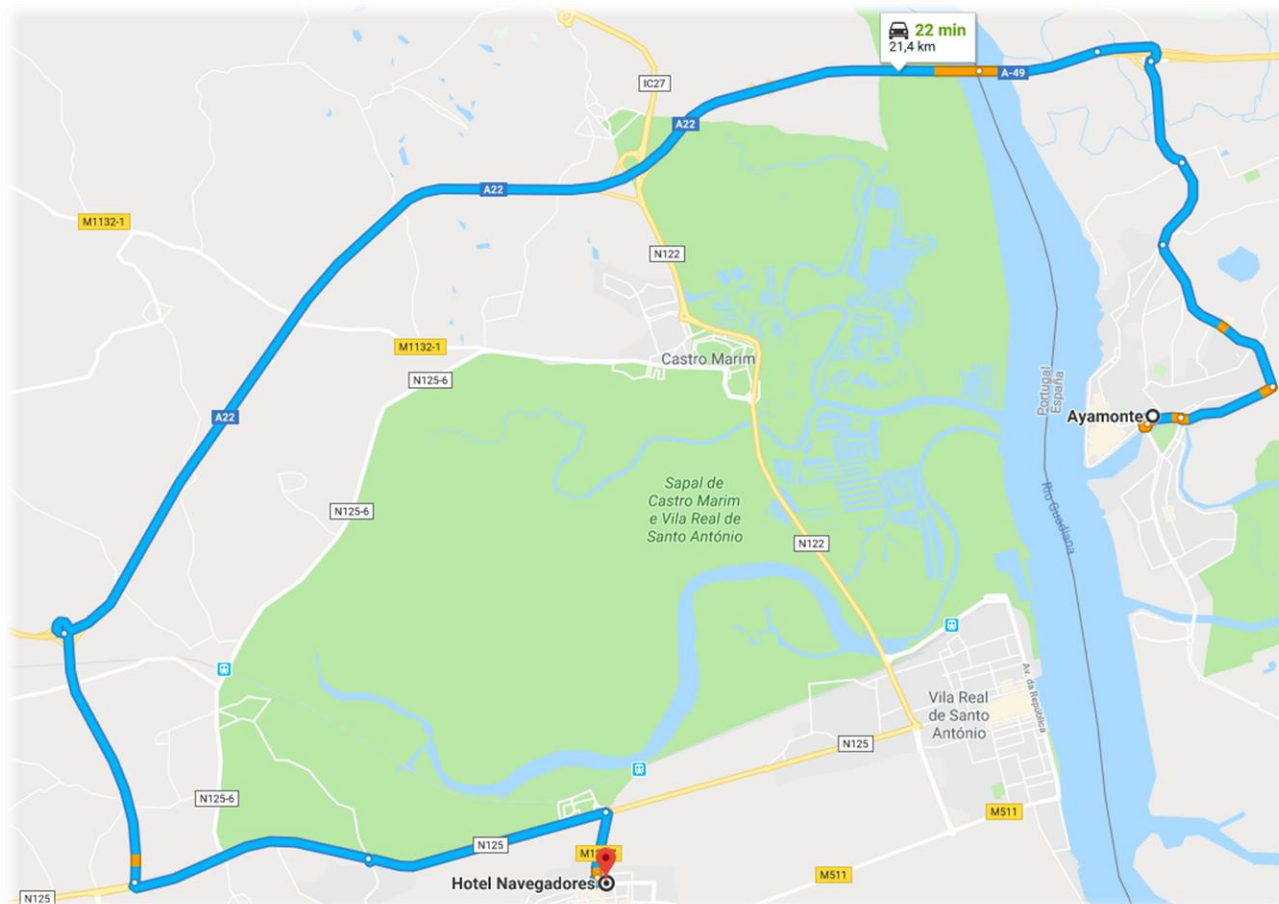 22 min
21,4 km
A-49
IC27
A22
A22
M1132-1
N122
M1132-1
Castro Marim
N125-6
Portugal
España
A22
Ayamonte
Sapal de
Castro Marim
e Vila Real de
Santo António
N125-6
Rio Guadiana
N122
Av. da República
Vila Real
de Santo
António
N125
N125-6
M511
N125
Hotel Navegadores
M511
N125